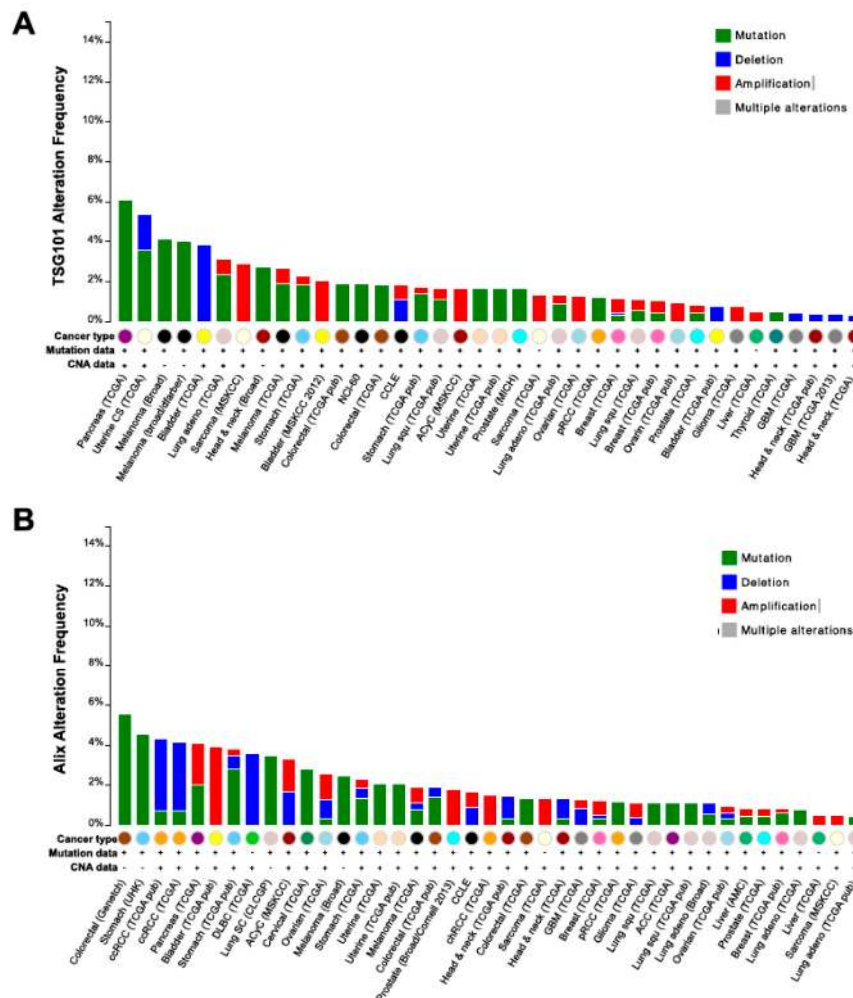 A
14%
12%
10%
8%
6%
4%
2%
0%
TSG101 Alteration Frequency
Mutation
Deletion
Amplification
Multiple alterations
Cancer type
Mutation data
CNA data
Pancreas (TCGA)
Uterine CS (TCGA)
Melanoma (Broad)
Melanoma (broad/dfarber)
Bladder (TCGA)
Lung adeno (TCGA)
Sarcoma (MSKCC)
Head & neck (Broad)
Melanoma (TCGA)
Stomach (TCGA)
Bladder (MSKCC 2012)
Colorectal (TCGA pub)
NCI-60
Colorectal (TCGA)
CCLE
Stomach (TCGA pub)
Lung squ (TCGA pub)
ACyC (MSKCC)
Uterine (TCGA)
Uterine (TCGA pub)
Prostate (MICH)
Sarcoma (TCGA)
Lung adeno (TCGA pub)
Ovarian (TCGA)
pRCC (TCGA)
Breast (TCGA)
Lung squ (TCGA)
Breast (TCGA pub)
Ovarin (TCGA pub)
Prostate (TCGA)
Bladder (TCGA pub)
Glioma (TCGA)
Liver (TCGA)
Thyroid (TCGA)
GBM (TCGA)
Head & neck (TCGA pub)
GBM (TCGA 2013)
Head & neck (TCGA)
B
14%
12%
10%
8%
6%
4%
2%
0%
Alix Alteration Frequency
Mutation
Deletion
Amplification
Multiple alterations
Cancer type
Mutation data
CNA data
Colorectal (Genetch)
Stomach (UHK)
ccRCC (TCGA pub)
ccRCC (TCGA)
Pancreas (TCGA)
Bladder (TCGA pub)
Stomach (TCGA pub)
DLBC (TCGA)
Lung SC (CLCGP)
ACyC (MSKCC)
Cervical (TCGA)
Ovarian (TCGA)
Melanoma (Broad)
Stomach (TCGA)
Uterine (TCGA)
Uterine (TCGA pub)
Melanoma (TCGA)
Colorectal (TCGA pub)
Prostate (Broad/Cornell 2013)
CCLE
chRCC (TCGA)
Head & neck (TCGA pub)
Colorectal (TCGA)
Sarcoma (TCGA)
Head & neck (TCGA)
GBM (TCGA)
Breast (TCGA)
pRCC (TCGA)
Glioma (TCGA)
Lung squ (TCGA)
ACC (TCGA)
Lung squ (TCGA pub)
Lung adeno (Broad)
Ovarian (TCGA pub)
Liver (AMC)
Prostate (TCGA)
Breast (TCGA pub)
Lung adeno (TCGA)
Liver (TCGA)
Sarcoma (MSKCC)
Lung adeno (TCGA pub)